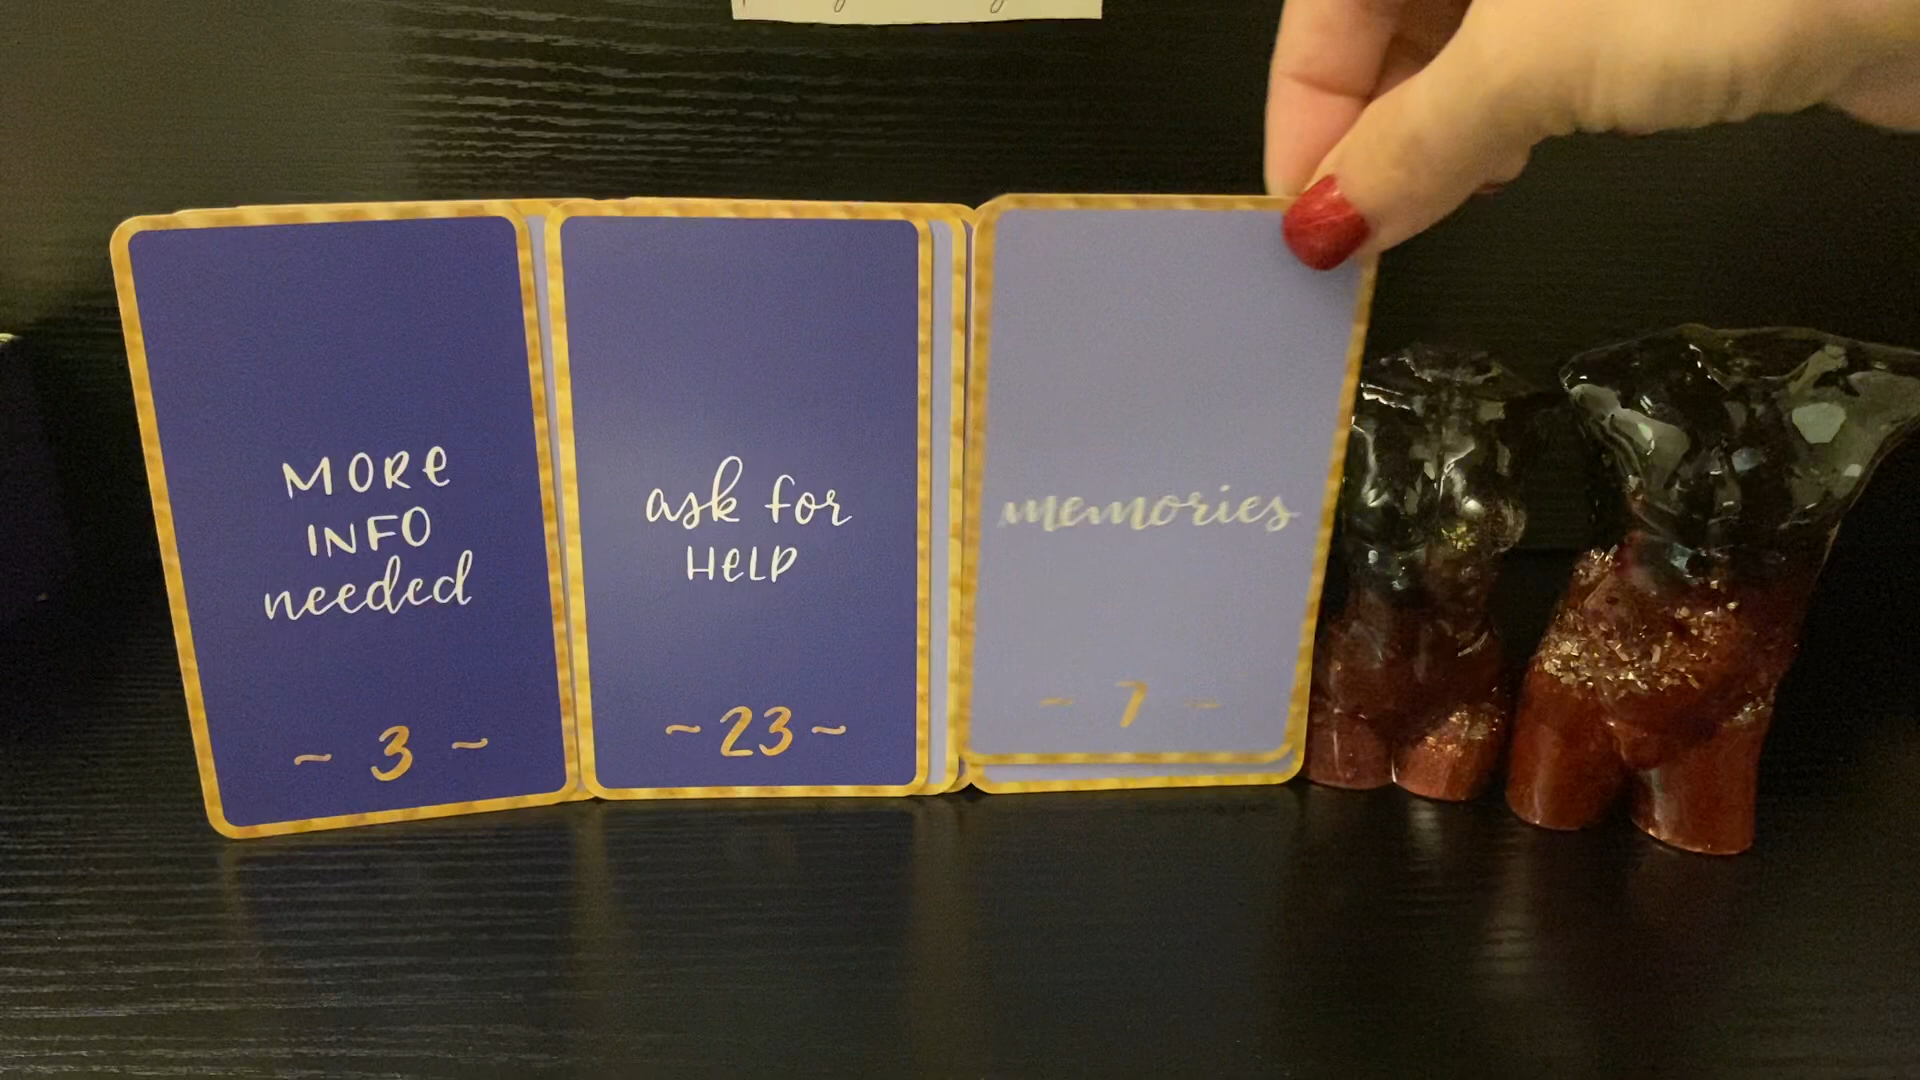 MORE
INFO
needed
~ 3 ~
ask for
HELP
~ 23 ~
memories
~ 7 ~